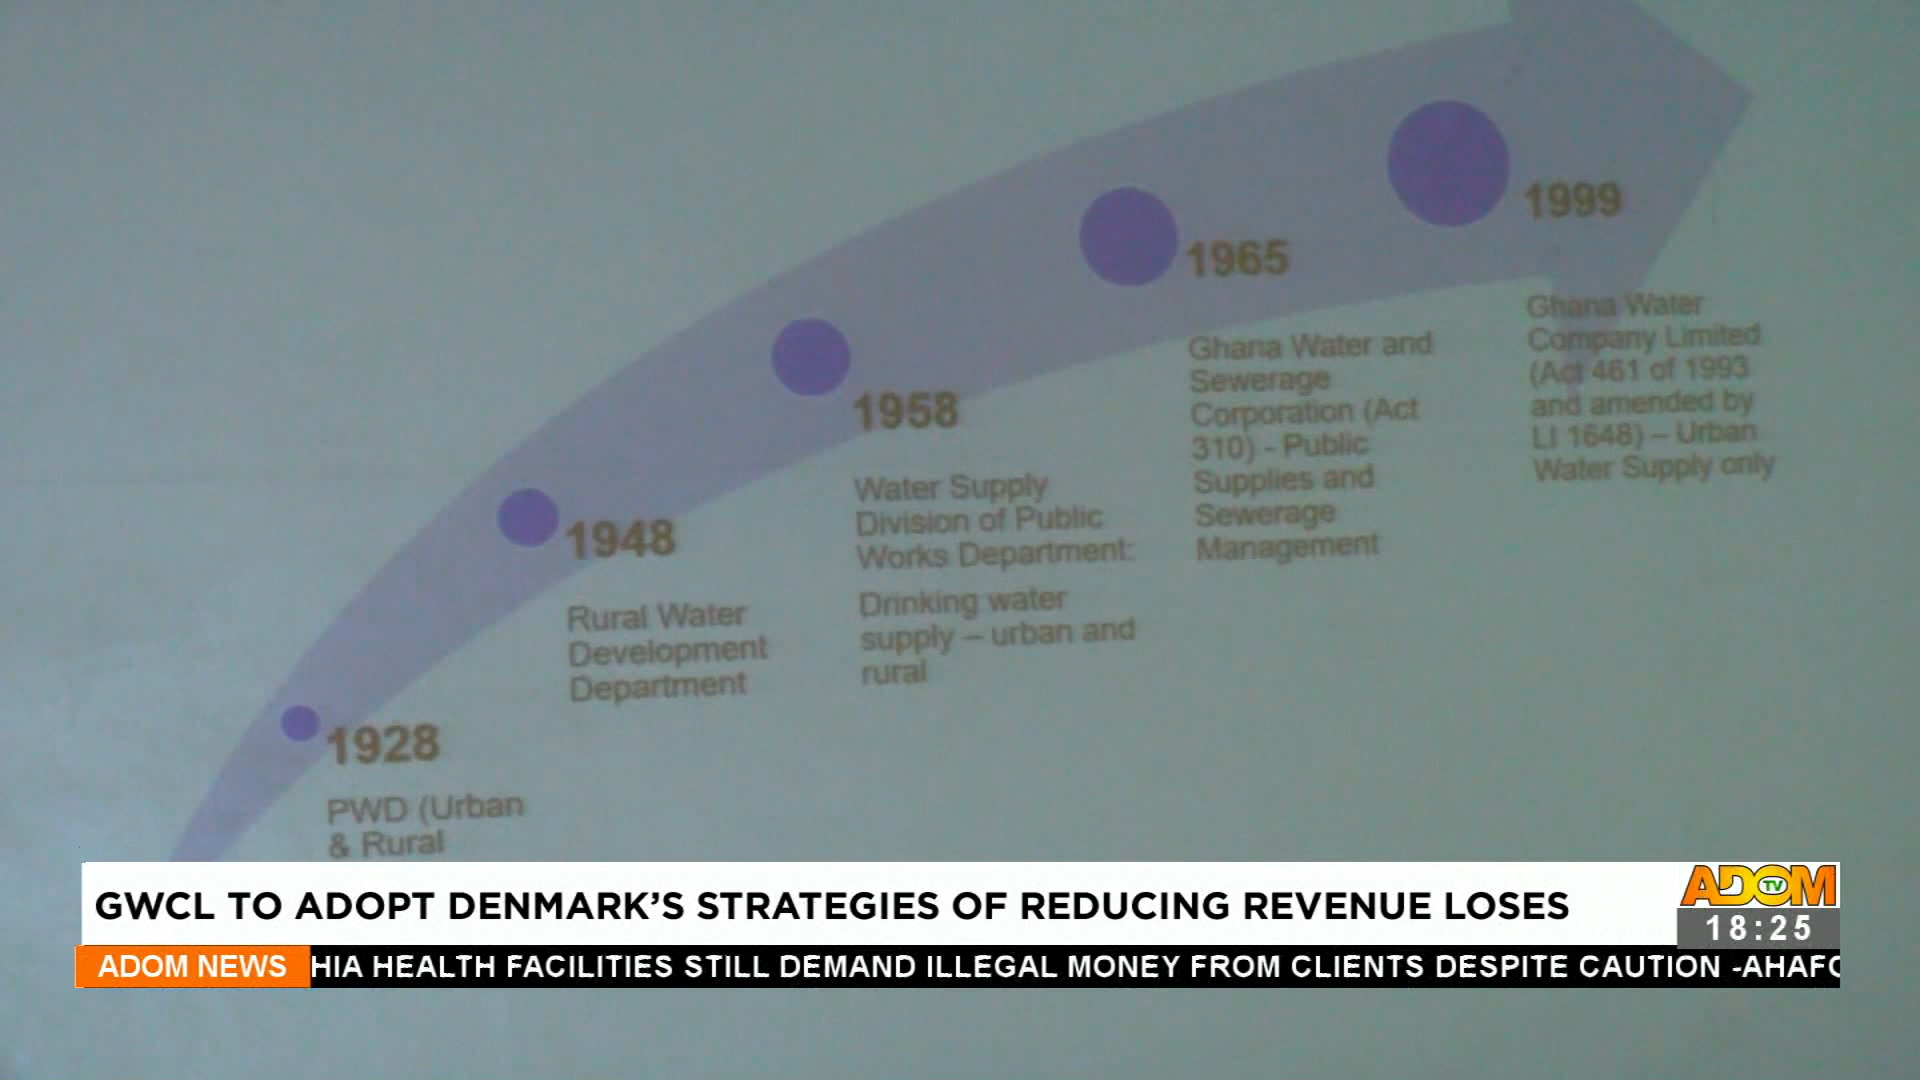 1928
PWD (Urban
& Rural
1948
Rural Water
Development
Department
1958
Water Supply
Division of Public
Works Department:
Drinking water
supply – urban and
rural
1965
Ghana Water and
Sewerage
Corporation (Act
310) - Public
Supplies and
Sewerage
Management
1999
Ghana Water
Company Limited
(Act 461 of 1993
and amended by
LI 1648) – Urban
Water Supply only
GWCL TO ADOPT DENMARK’S STRATEGIES OF REDUCING REVENUE LOSES
ADOM TV
18:25
ADOM NEWS
HIA HEALTH FACILITIES STILL DEMAND ILLEGAL MONEY FROM CLIENTS DESPITE CAUTION -AHAFO